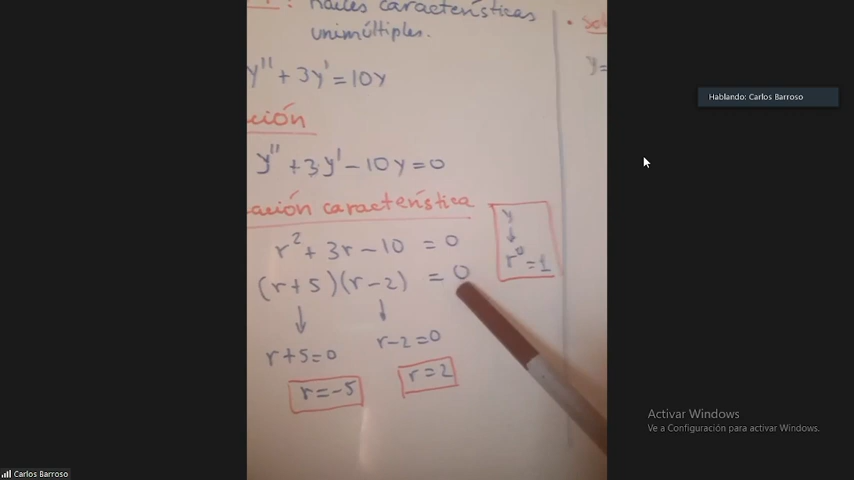 : Raíces características
unimúltiples.
y'' + 3y' = 10y
ción
y'' + 3y' - 10y = 0
ación característica
r² + 3r - 10 = 0
(r + 5)(r - 2) = 0
r + 5 = 0
r - 2 = 0
r = -5
r = 2
y
r⁰ = 1
y =
Hablando: Carlos Barroso
Activar Windows
Ve a Configuración para activar Windows.
Carlos Barroso